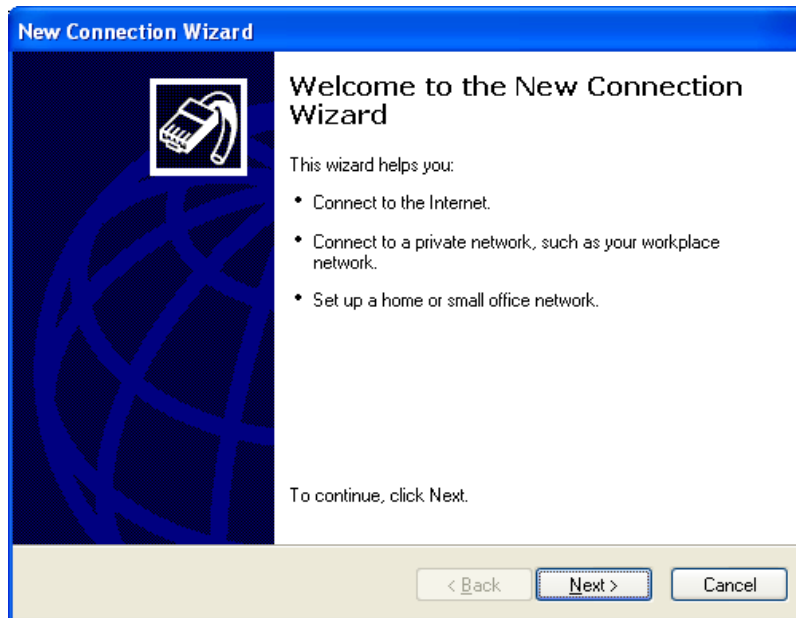 New Connection Wizard
Welcome to the New Connection
Wizard
This wizard helps you:
• Connect to the Internet.
• Connect to a private network, such as your workplace
network.
• Set up a home or small office network.
To continue, click Next.
< Back Next > Cancel